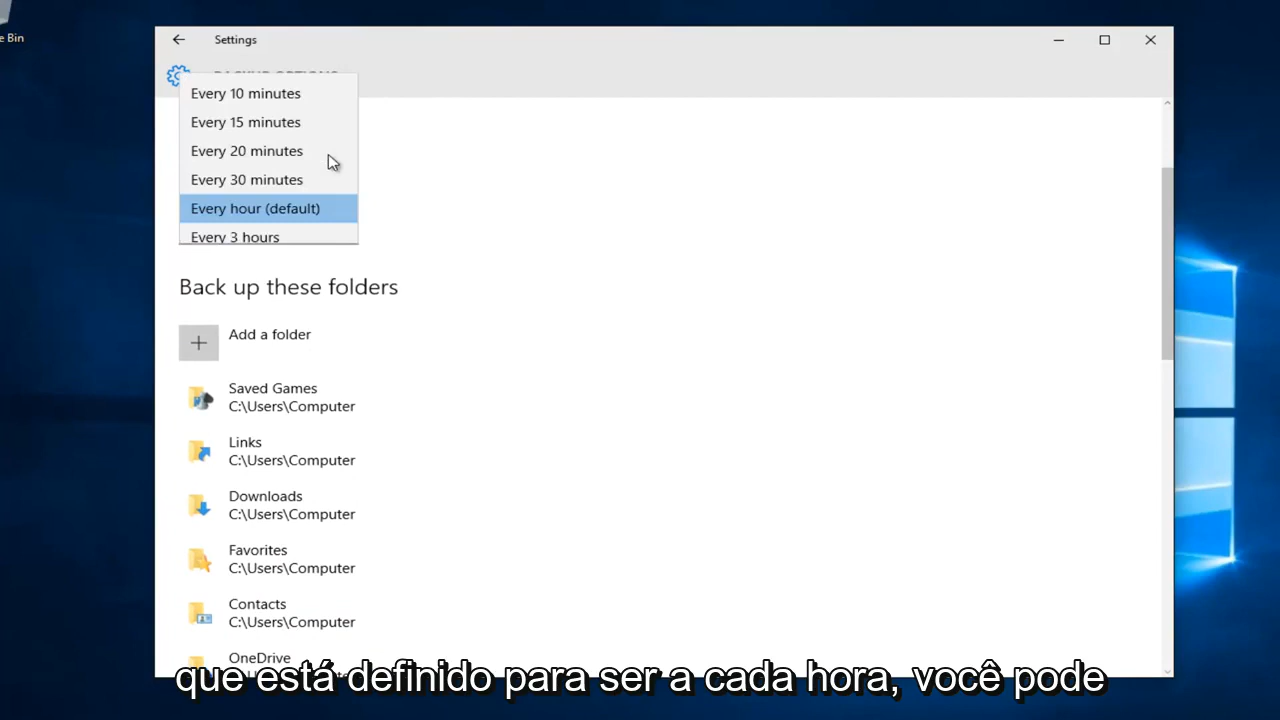 e Bin
Settings
BACKUP OPTIONS
Every 10 minutes
Every 15 minutes
Every 20 minutes
Every 30 minutes
Every hour (default)
Every 3 hours
Back up these folders
Add a folder
Saved Games
C:\Users\Computer
Links
C:\Users\Computer
Downloads
C:\Users\Computer
Favorites
C:\Users\Computer
Contacts
C:\Users\Computer
OneDrive
que está definido para ser a cada hora, você pode